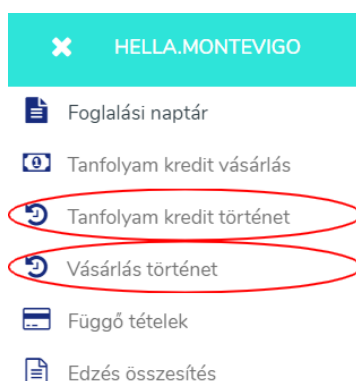 HELLA.MONTEVIGO
Foglalási naptár
Tanfolyam kredit vásárlás
Tanfolyam kredit történet
Vásárlás történet
Függő tételek
Edzés összesítés